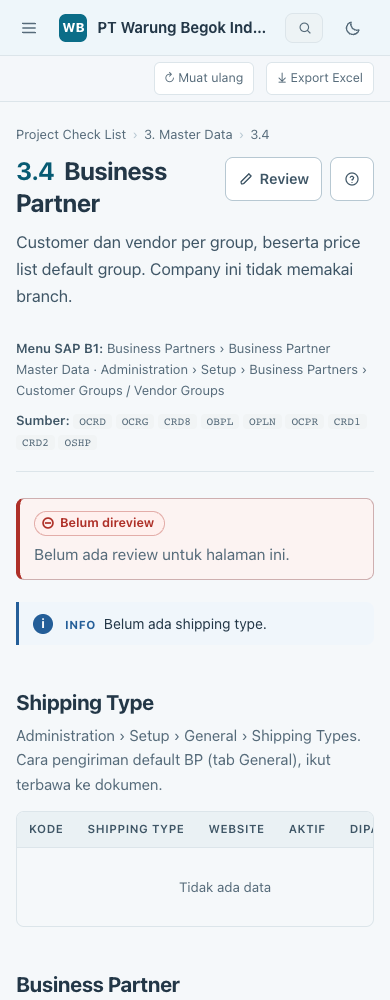 WB PT Warung Begok Ind...
Muat ulang Export Excel
Project Check List › 3. Master Data › 3.4
3.4 Business
Partner
Review
Customer dan vendor per group, beserta price
list default group. Company ini tidak memakai
branch.
Menu SAP B1: Business Partners › Business Partner
Master Data · Administration › Setup › Business Partners ›
Customer Groups / Vendor Groups
Sumber: OCRD OCRG CRD8 OBPL OPLN OCPR CRD1
CRD2 OSHP
Belum direview
Belum ada review untuk halaman ini.
i INFO Belum ada shipping type.
Shipping Type
Administration › Setup › General › Shipping Types.
Cara pengiriman default BP (tab General), ikut
terbawa ke dokumen.
KODE SHIPPING TYPE WEBSITE AKTIF
Tidak ada data
Business Partner